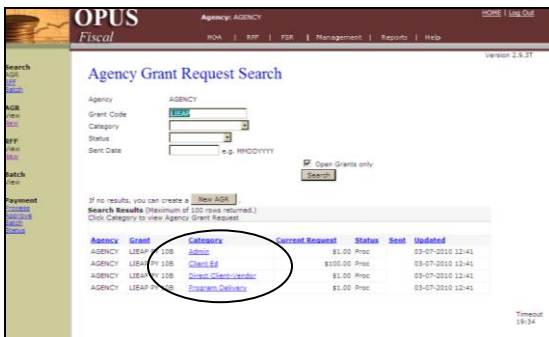 OPUS
Fiscal
Agency: AGENCY
HOME | Log Out
HOA | RFF | FSR | Management | Reports | Help
Version 2.9.3T
Search
AGR
RFF
Batch
AGR
View
New
RFF
View
New
Batch
View
Payment
Process
Approve
Batch
Status
Agency Grant Request Search
Agency AGENCY
Grant Code LIEAP
Category
Status
Sent Date e.g. MMDDYYYY
Open Grants only
Search
If no results, you can create a New AGR .
Search Results (Maximum of 100 rows returned.)
Click Category to view Agency Grant Request
Agency Grant Category Current Request Status Sent Updated
AGENCY LIEAP PY 10B Admin $1.00 Proc 03-07-2010 12:41
AGENCY LIEAP PY 10B Client Ed $100.00 Proc 03-07-2010 12:41
AGENCY LIEAP PY 10B Direct Client-Vendor $1.00 Proc 03-07-2010 12:41
AGENCY LIEAP PY 10B Program Delivery $1.00 Proc 03-07-2010 12:41
Timeout
19:34